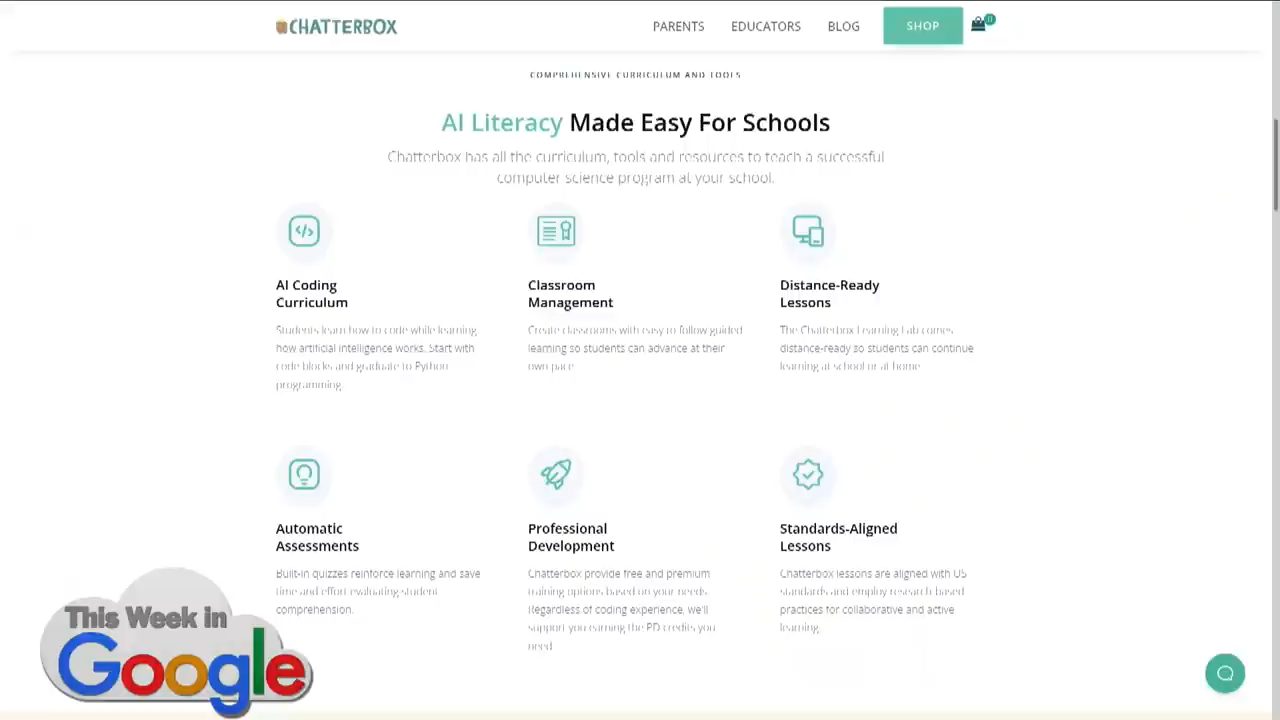 CHATTERBOX
PARENTS
EDUCATORS
BLOG
SHOP
0
COMPREHENSIVE CURRICULUM AND TOOLS
AI Literacy Made Easy For Schools
Chatterbox has all the curriculum, tools and resources to teach a successful
computer science program at your school.
AI Coding
Curriculum
Students learn how to code while learning
how artificial intelligence works. Start with
code blocks and graduate to Python
programming.
Classroom
Management
Create classrooms with easy to follow guided
learning so students can advance at their
own pace.
Distance-Ready
Lessons
The Chatterbox Learning Lab comes
distance-ready so students can continue
learning at school or at home.
Automatic
Assessments
Built-in quizzes reinforce learning and save
time and effort evaluating student
comprehension.
Professional
Development
Chatterbox provide free and premium
training options based on your needs.
Regardless of coding experience, we'll
support you earning the PD credits you
need.
Standards-Aligned
Lessons
Chatterbox lessons are aligned with US
standards and employ research-based
practices for collaborative and active
learning.
This Week in
Google